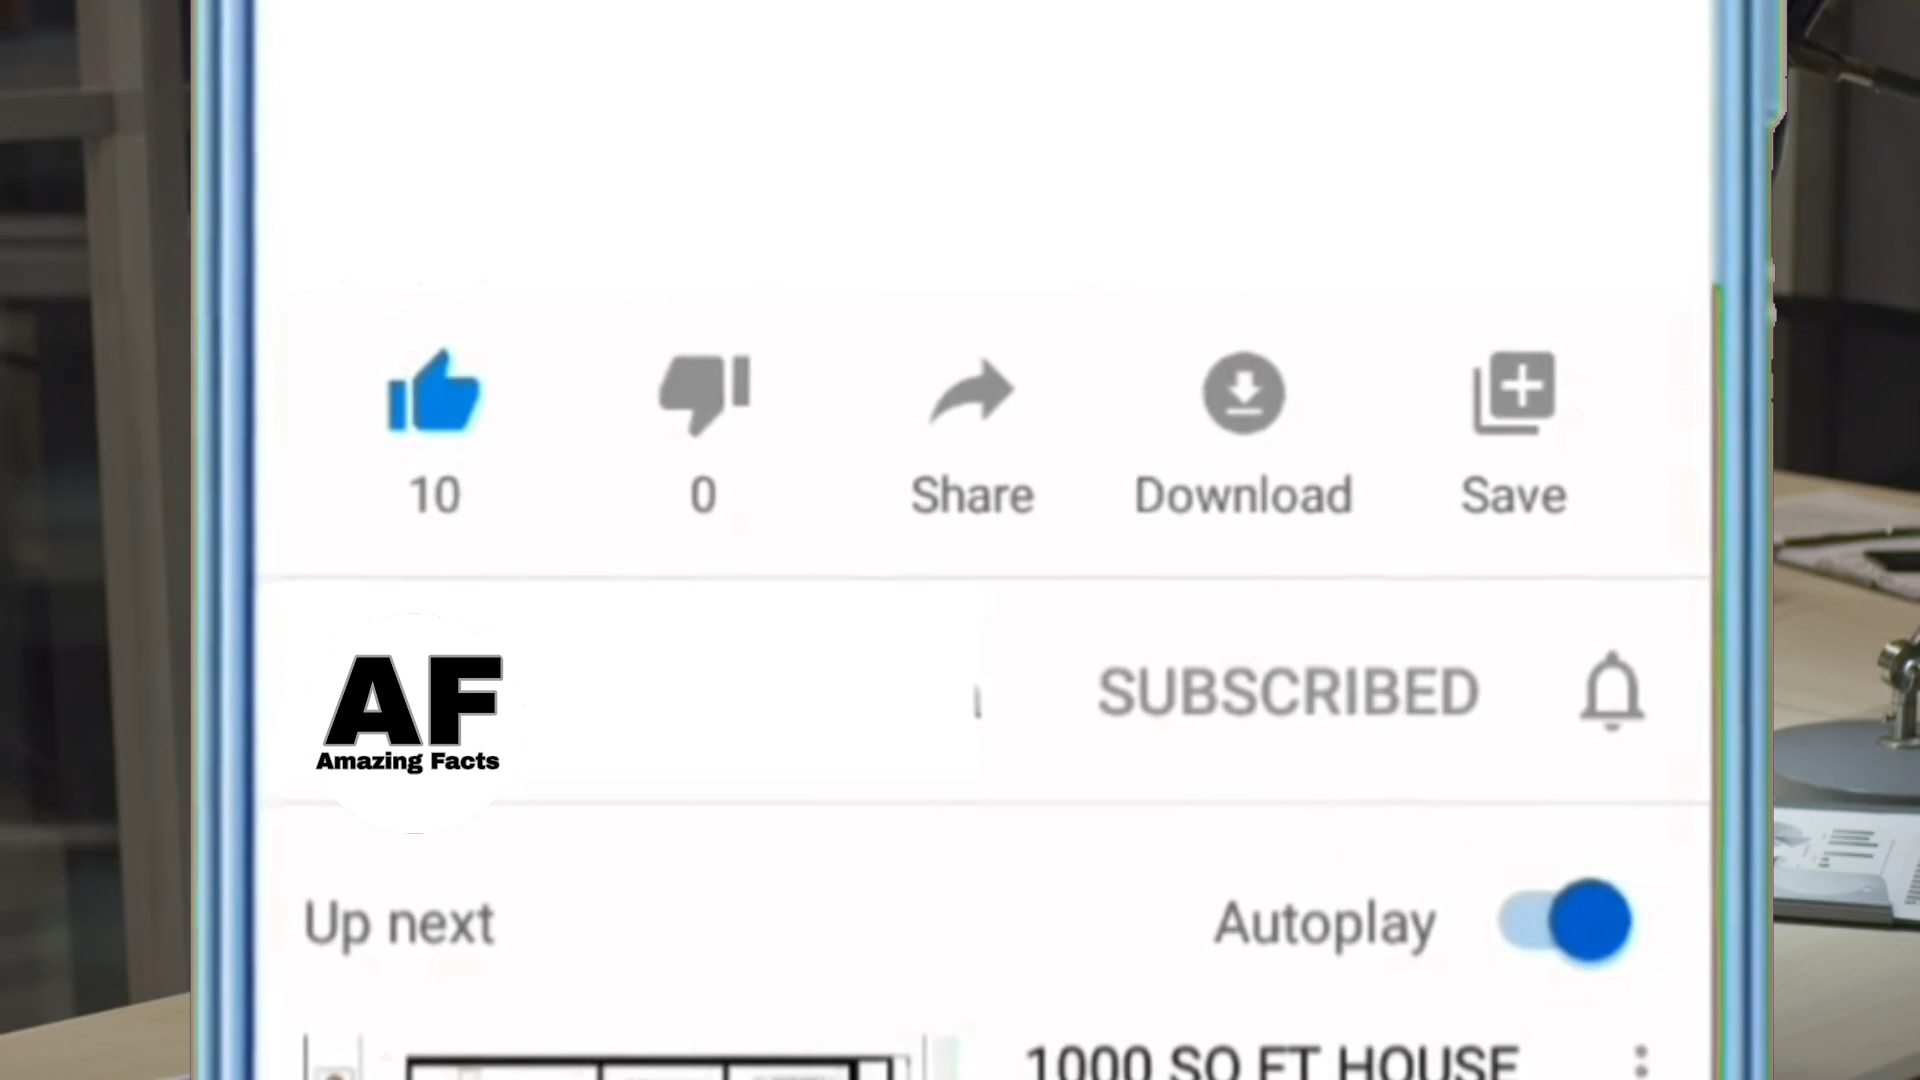 10
0
Share
Download
Save
AF
Amazing Facts
SUBSCRIBED
Up next
Autoplay
1000 SQ FT HOUSE